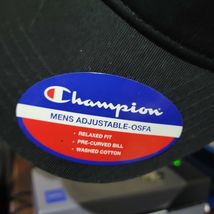 Champion
MENS ADJUSTABLE-OSFA
• RELAXED FIT
• PRE-CURVED BILL
• WASHED COTTON